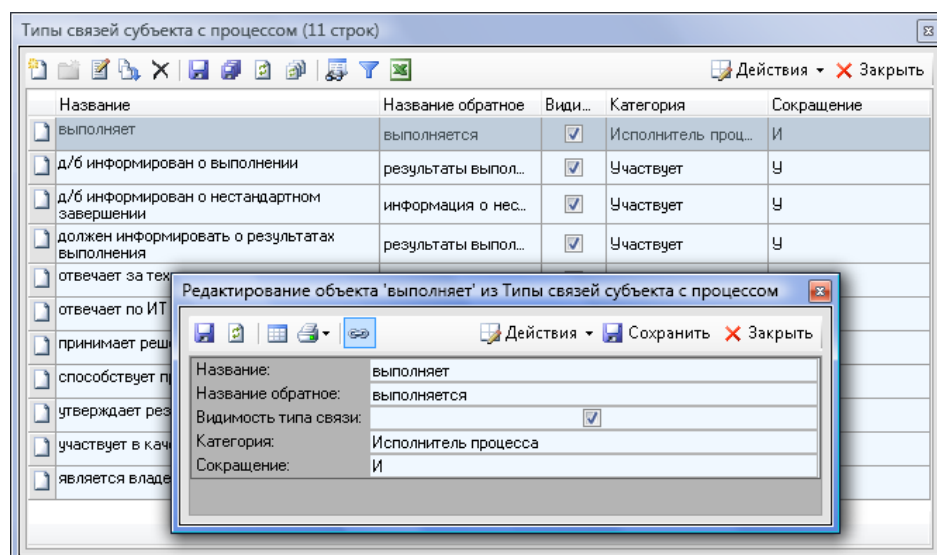 Типы связей субъекта с процессом (11 строк)
Действия Закрыть
Название Название обратное Види... Категория Сокращение
выполняет выполняется Исполнитель проц... И
д/б информирован о выполнении результаты выпол... Участвует У
д/б информирован о нестандартном
завершении информация о нес... Участвует У
должен информировать о результатах
выполнения результаты выпол... Участвует У
отвечает за тех
отвечает по ИТ
принимает реш
способствует п
утверждает рез
участвует в кач
является владе
Редактирование объекта 'выполняет' из Типы связей субъекта с процессом
Действия Сохранить Закрыть
Название: выполняет
Название обратное: выполняется
Видимость типа связи:
Категория: Исполнитель процесса
Сокращение: И